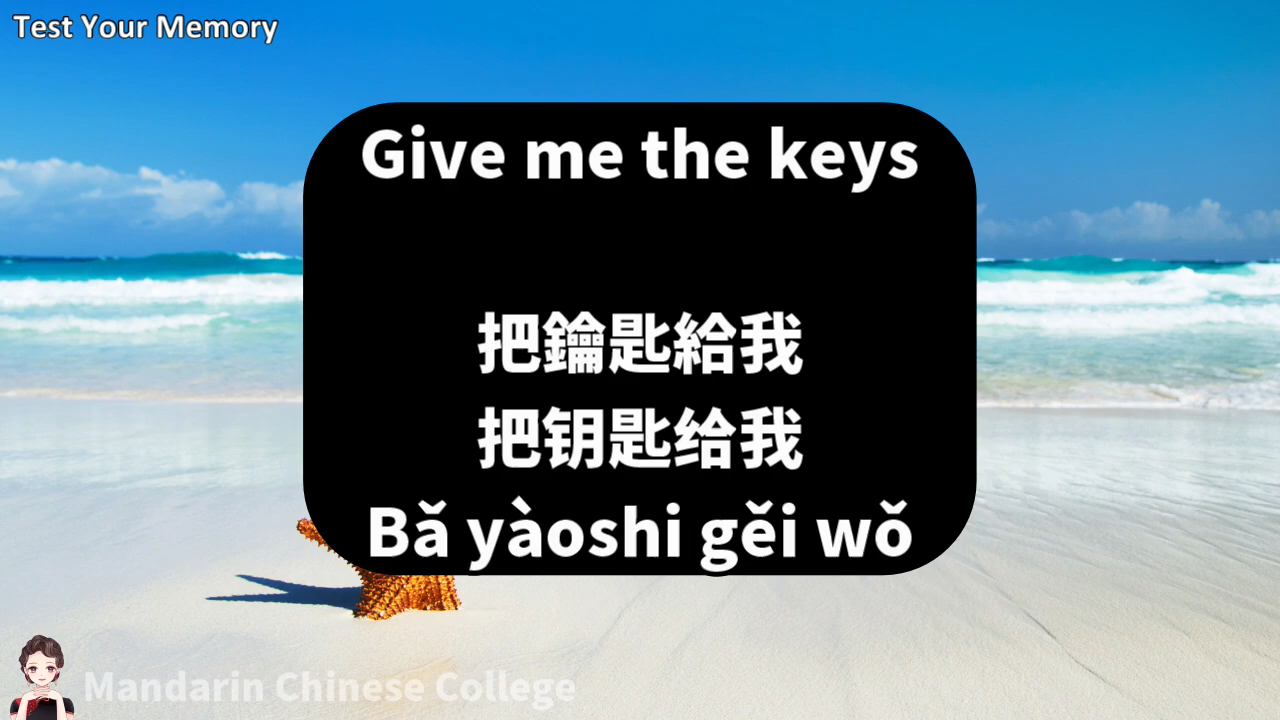 Test Your Memory
Give me the keys
把鑰匙給我
把钥匙给我
Bǎ yàoshi gěi wǒ
Mandarin Chinese College